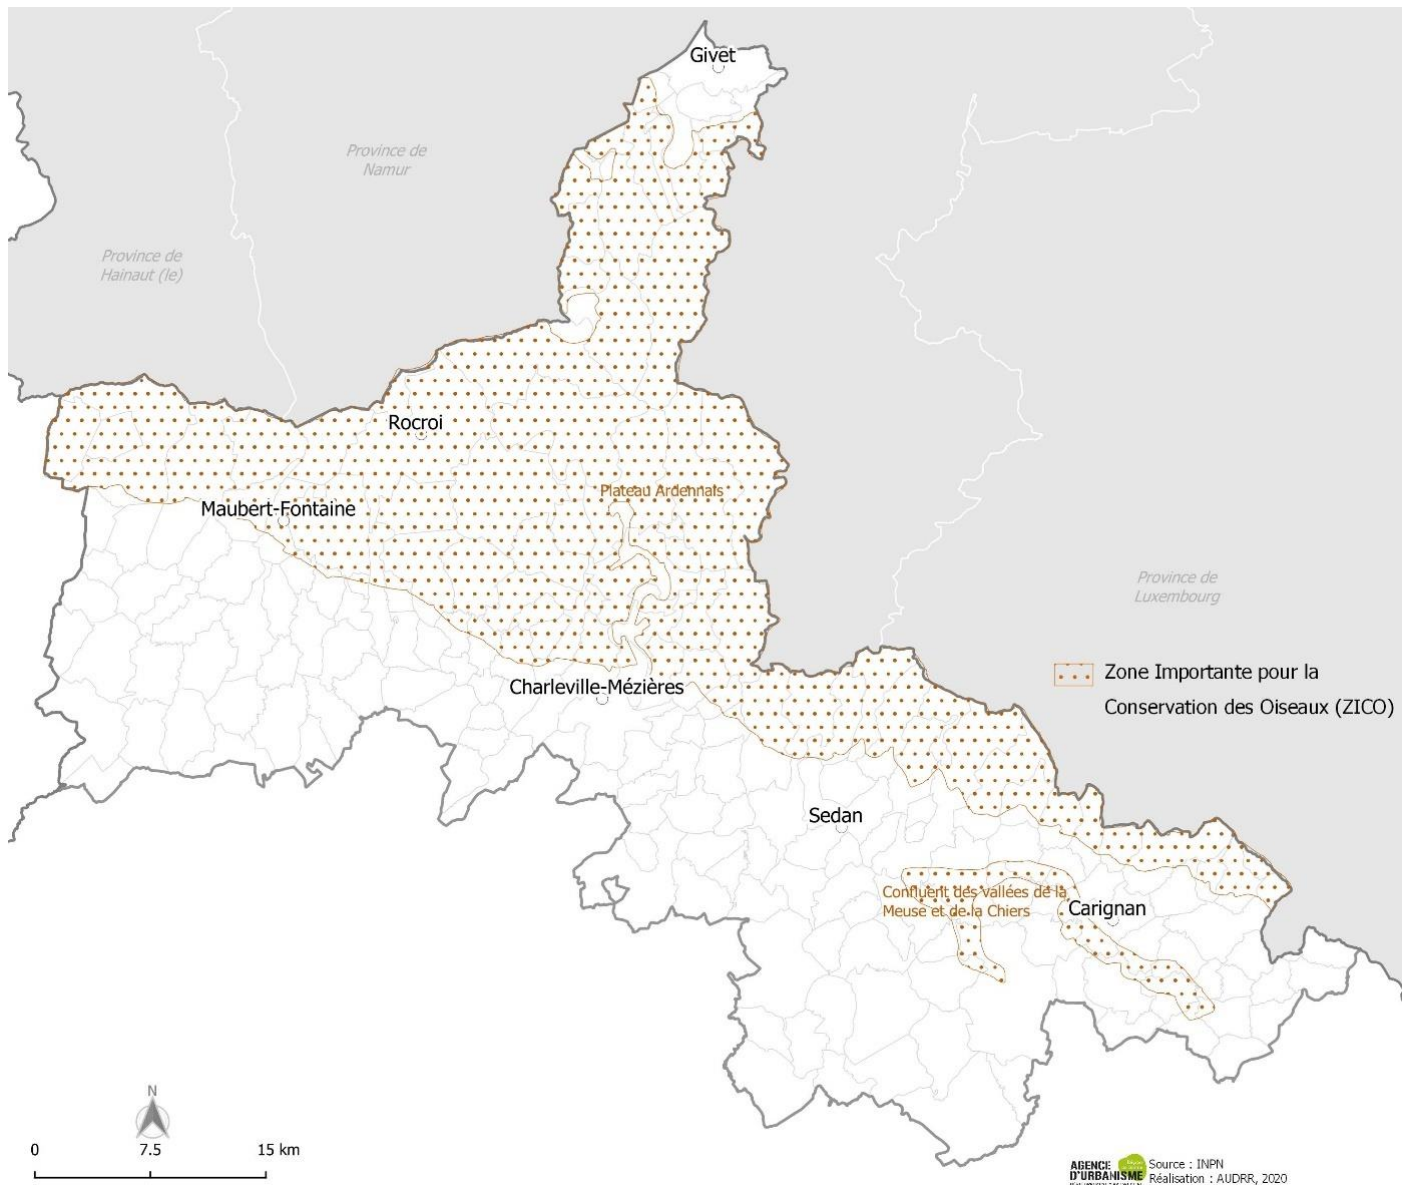 Givet
Province de
Namur
Province de
Hainaut (le)
Rocroi
Plateau Ardennais
Maubert-Fontaine
Province de
Luxembourg
Zone Importante pour la
Conservation des Oiseaux (ZICO)
Charleville-Mézières
Sedan
Confluent des vallées de la
Meuse et de la Chiers
Carignan
N
0 7.5 15 km
AGENCE
D'URBANISME
Source : INPN
Réalisation : AUDRR, 2020